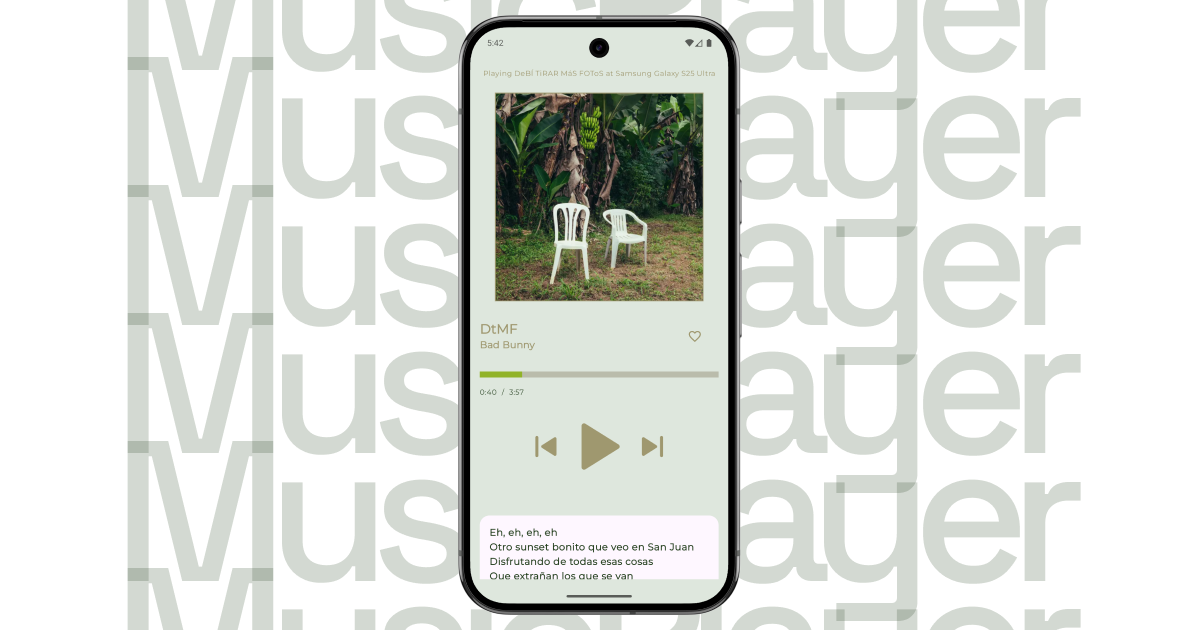 MusicPlayer
MusicPlayer
MusicPlayer
MusicPlayer
MusicPlayer
MusicPlayer
5:42
Playing DeBÍ TiRAR MáS FOToS at Samsung Galaxy S25 Ultra
DtMF
Bad Bunny
0:40 / 3:57
Eh, eh, eh, eh
Otro sunset bonito que veo en San Juan
Disfrutando de todas esas cosas
Que extrañan los que se van